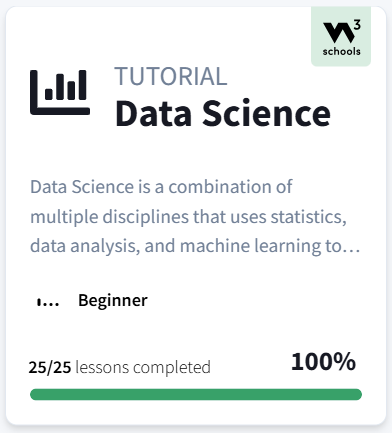 W3
schools
TUTORIAL
Data Science
Data Science is a combination of
multiple disciplines that uses statistics,
data analysis, and machine learning to…
Beginner
25/25 lessons completed
100%